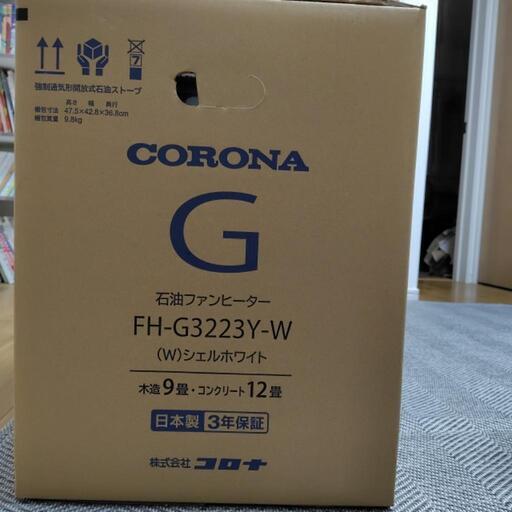 7
強制通気形開放式石油ストーブ
高さ 幅 奥行
梱包寸法 47.5×42.8×36.8cm
梱包質量 9.8kg
CORONA
G
石油ファンヒーター
FH-G3223Y-W
(W)シェルホワイト
木造9畳・コンクリート12畳
日本製 3年保証
株式会社 コロナ